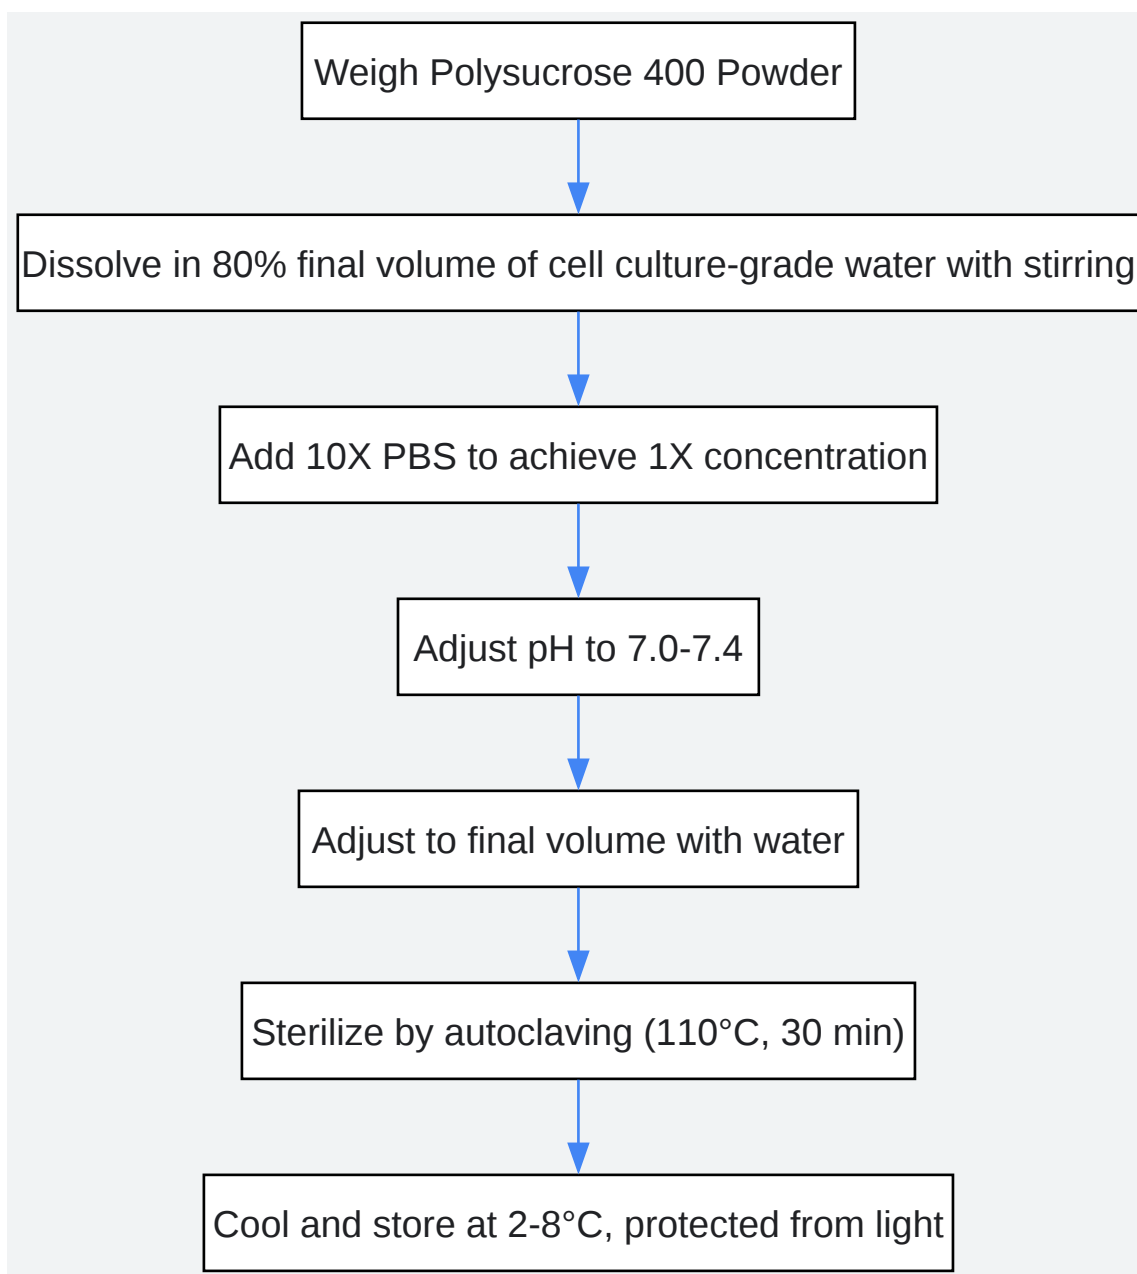 Weigh Polysucrose 400 Powder
Dissolve in 80% final volume of cell culture-grade water with stirring
Add 10X PBS to achieve 1X concentration
Adjust pH to 7.0-7.4
Adjust to final volume with water
Sterilize by autoclaving (110°C, 30 min)
Cool and store at 2-8°C, protected from light